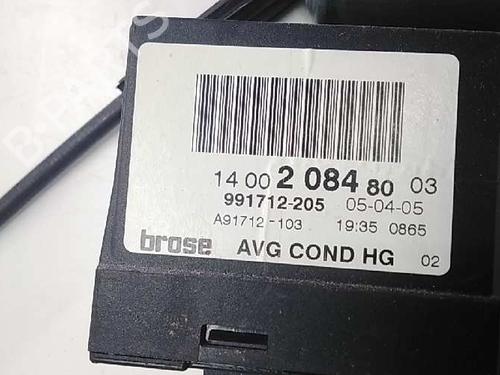 14 00 2 084 80 03
991712-205 05-04-05
A91712-103 19:35 0865
brose AVG COND HG 02
B-PARTS